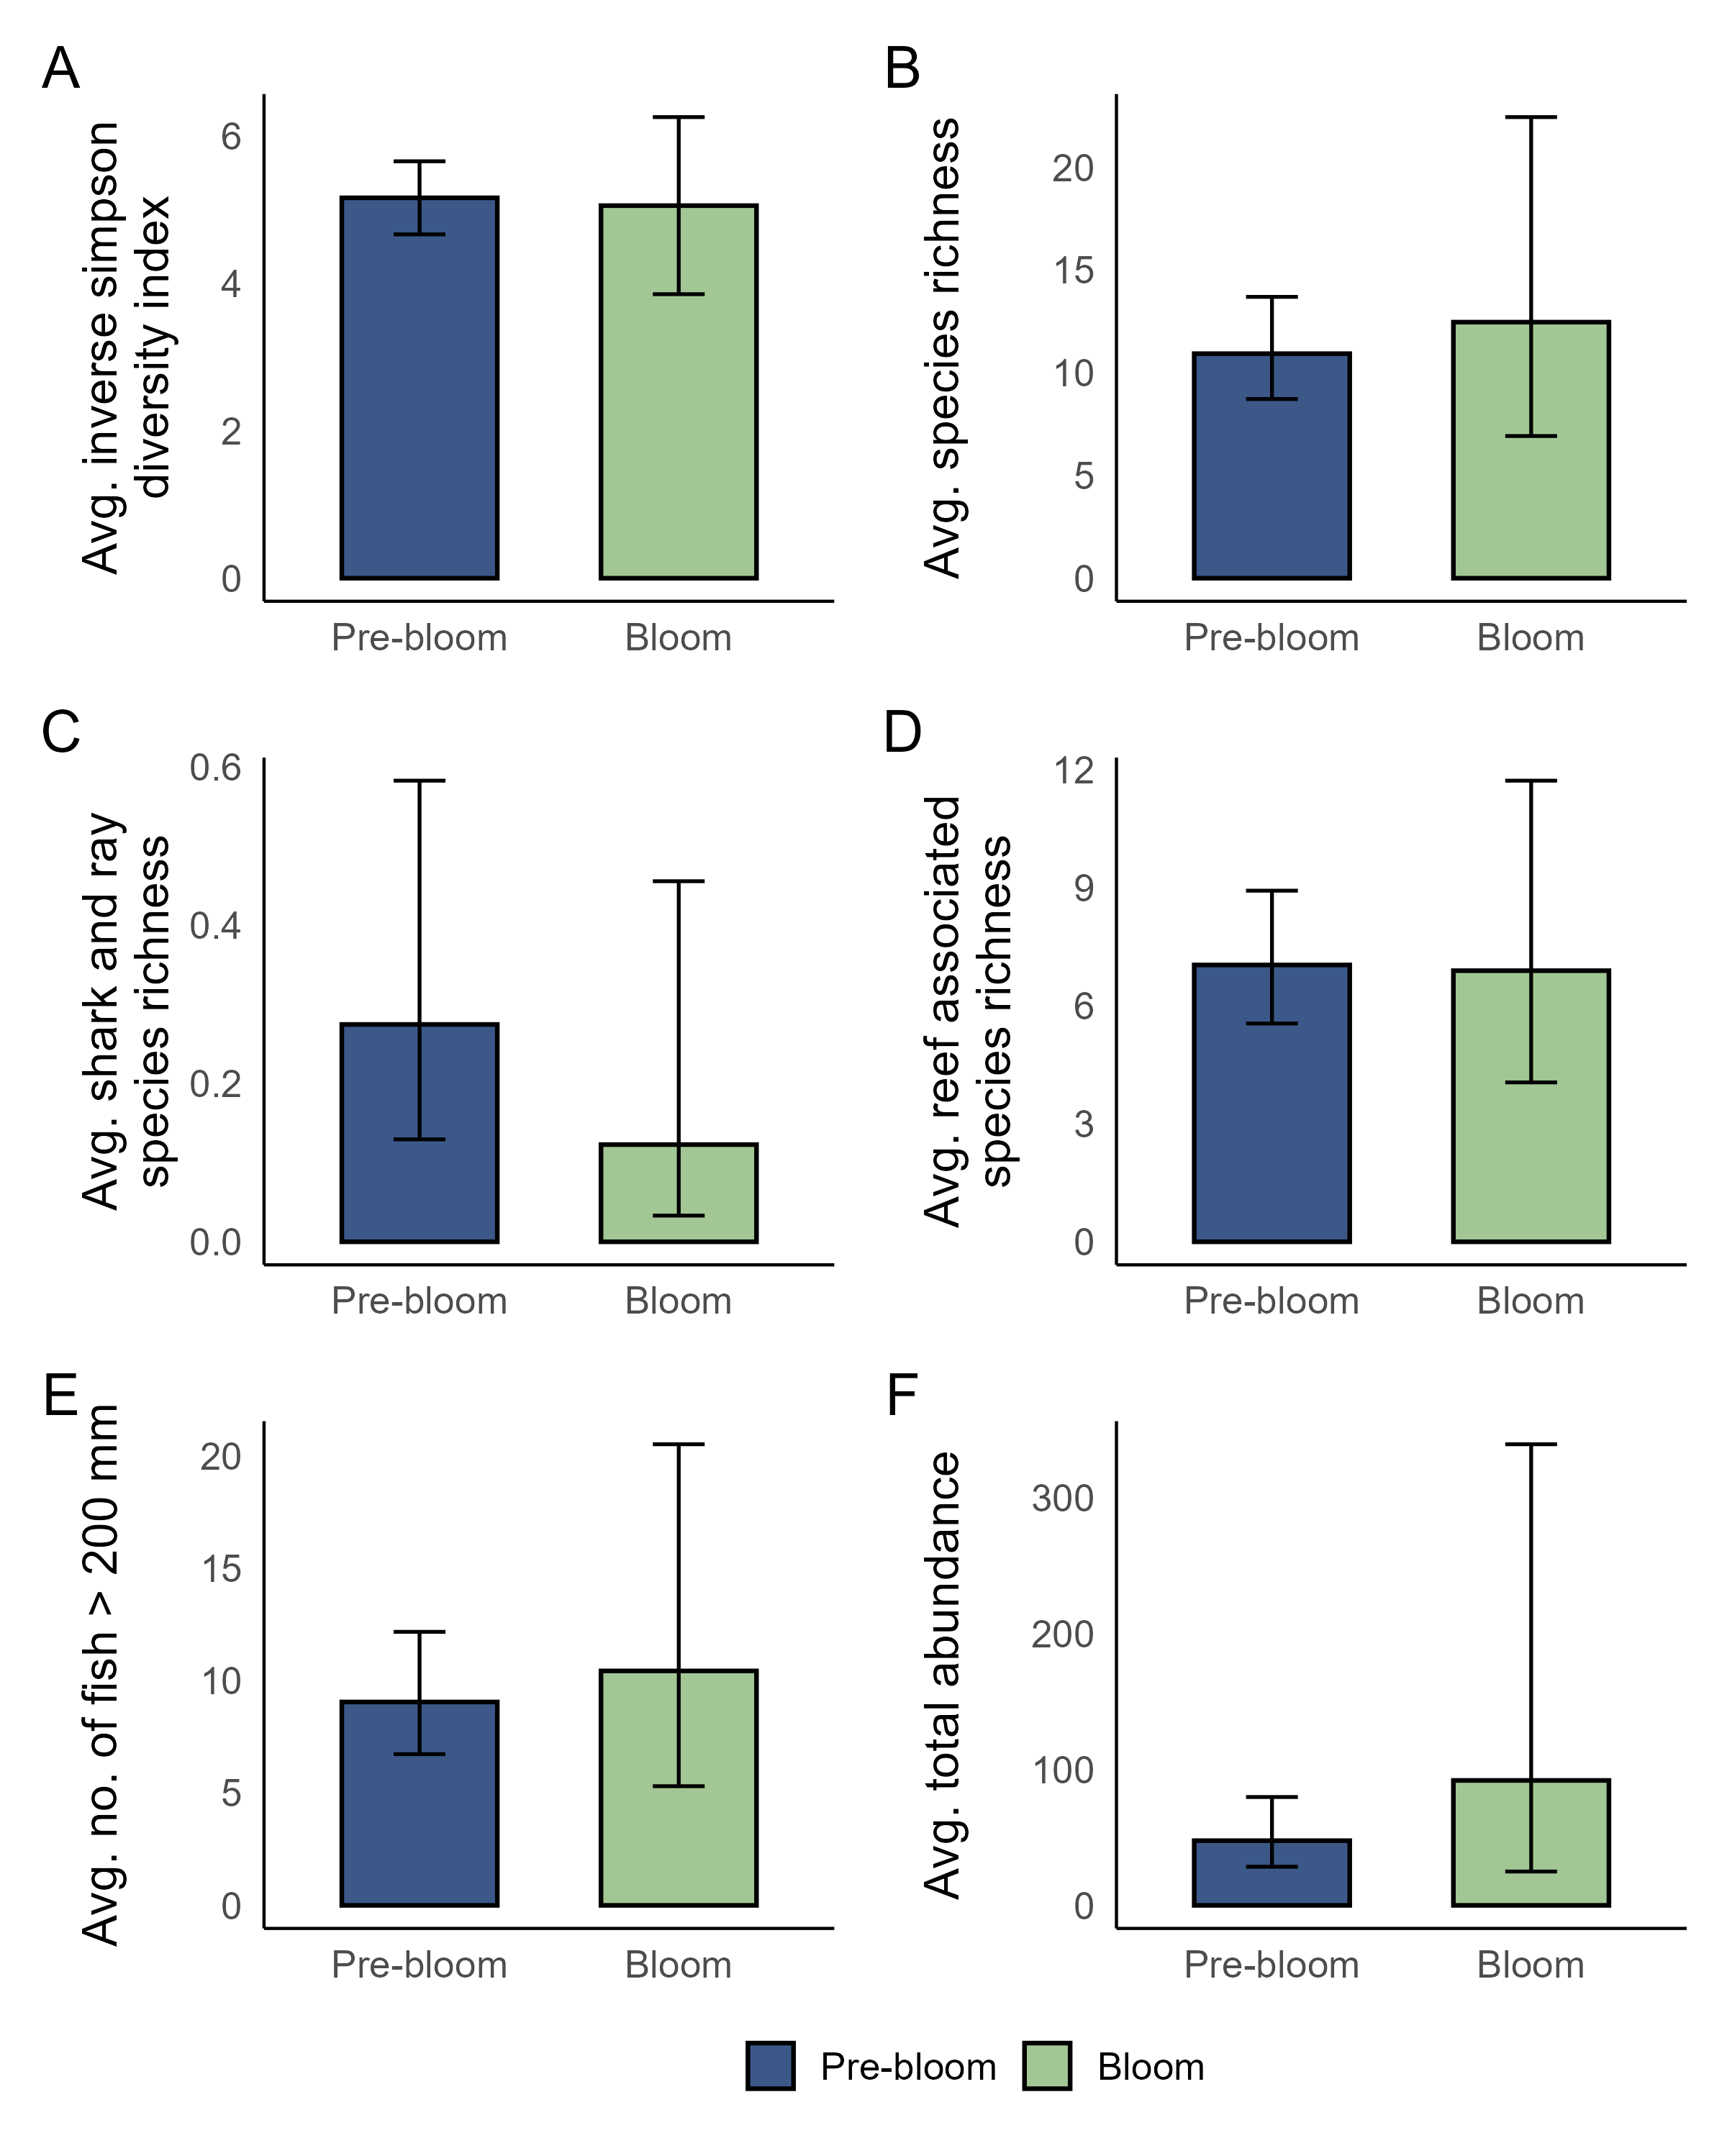 A
Avg. inverse simpson
diversity index
6
4
2
0
Pre-bloom
Bloom
B
Avg. species richness
20
15
10
5
0
Pre-bloom
Bloom
C
Avg. shark and ray
species richness
0.6
0.4
0.2
0.0
Pre-bloom
Bloom
D
Avg. reef associated
species richness
12
9
6
3
0
Pre-bloom
Bloom
E
Avg. no. of fish > 200 mm
20
15
10
5
0
Pre-bloom
Bloom
F
Avg. total abundance
300
200
100
0
Pre-bloom
Bloom
Pre-bloom
Bloom